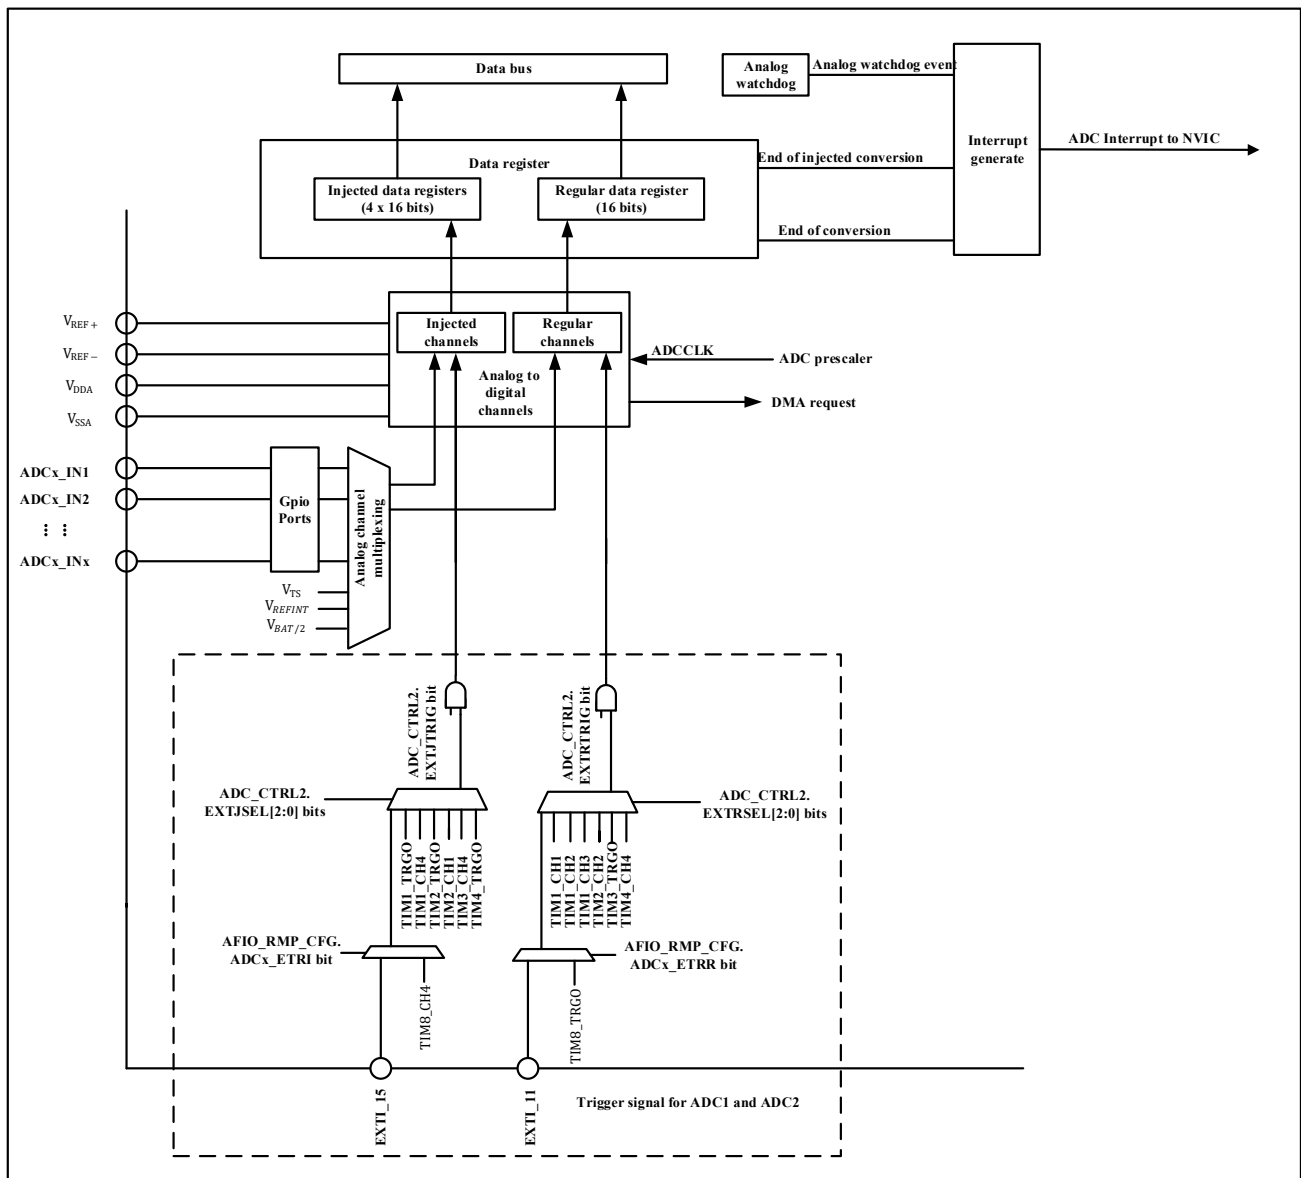 Data bus
Analog
watchdog
Analog watchdog event
Interrupt
generate
ADC Interrupt to NVIC
Data register
End of injected conversion
Injected data registers
(4 x 16 bits)
Regular data register
(16 bits)
End of conversion
VREF+
VREF−
VDDA
VSSA
Injected
channels
Regular
channels
Analog to
digital
channels
ADCCLK
ADC prescaler
DMA request
ADCx_IN1
ADCx_IN2
⋮ ⋮
ADCx_INx
Gpio
Ports
Analog channel
multiplexing
VTS
VREFINT
VBAT/2
ADC_CTRL2.
EXTJTRIG bit
ADC_CTRL2.
EXTRTRIG bit
ADC_CTRL2.
EXTJSEL[2:0] bits
ADC_CTRL2.
EXTRSEL[2:0] bits
TIM1_TRGO
TIM1_CH4
TIM2_TRGO
TIM2_CH1
TIM3_CH4
TIM4_TRGO
TIM1_CH1
TIM1_CH2
TIM1_CH3
TIM2_CH2
TIM3_TRGO
TIM4_CH4
AFIO_RMP_CFG.
ADCx_ETRI bit
AFIO_RMP_CFG.
ADCx_ETRR bit
TIM8_CH4
TIM8_TRGO
EXTI_15
EXTI_11
Trigger signal for ADC1 and ADC2